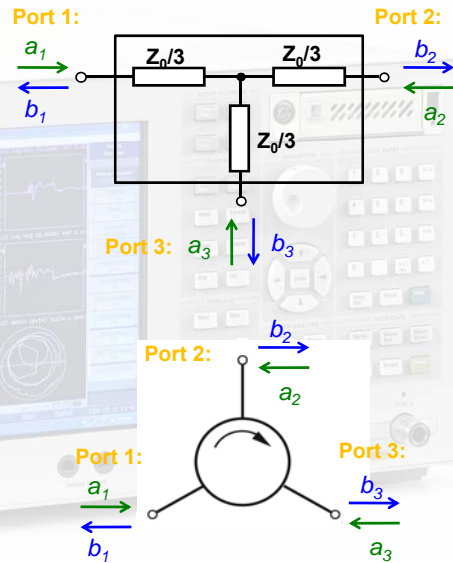 Port 1:
Port 2:
a1
Z0/3
Z0/3
b2
b1
a2
Z0/3
Port 3:
a3
b3
b2
Port 2:
a2
Port 1:
Port 3:
a1
b3
b1
a3